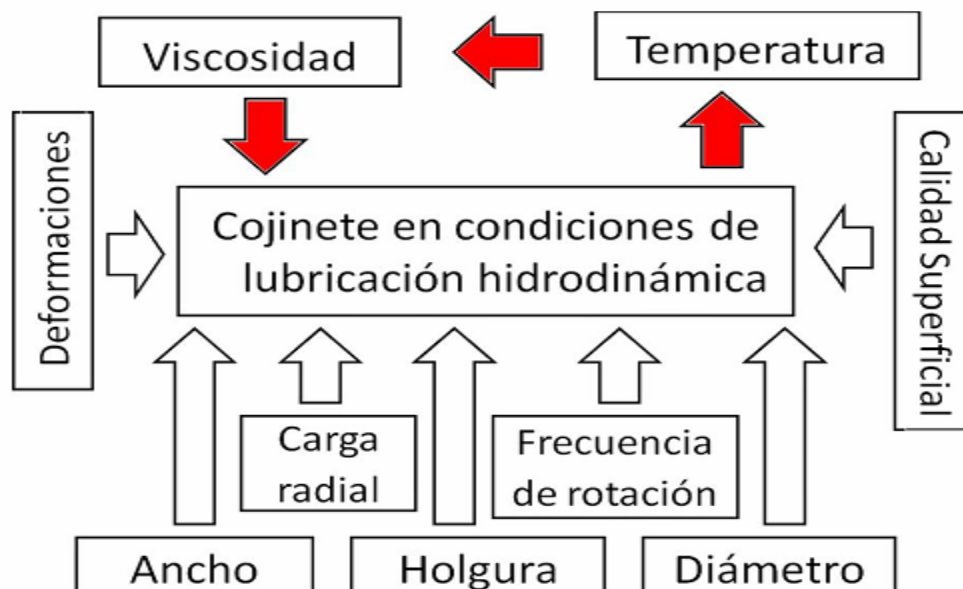 Viscosidad
Temperatura
Deformaciones
Calidad Superficial
Cojinete en condiciones de
lubricación hidrodinámica
Carga
radial
Frecuencia
de rotación
Ancho
Holgura
Diámetro